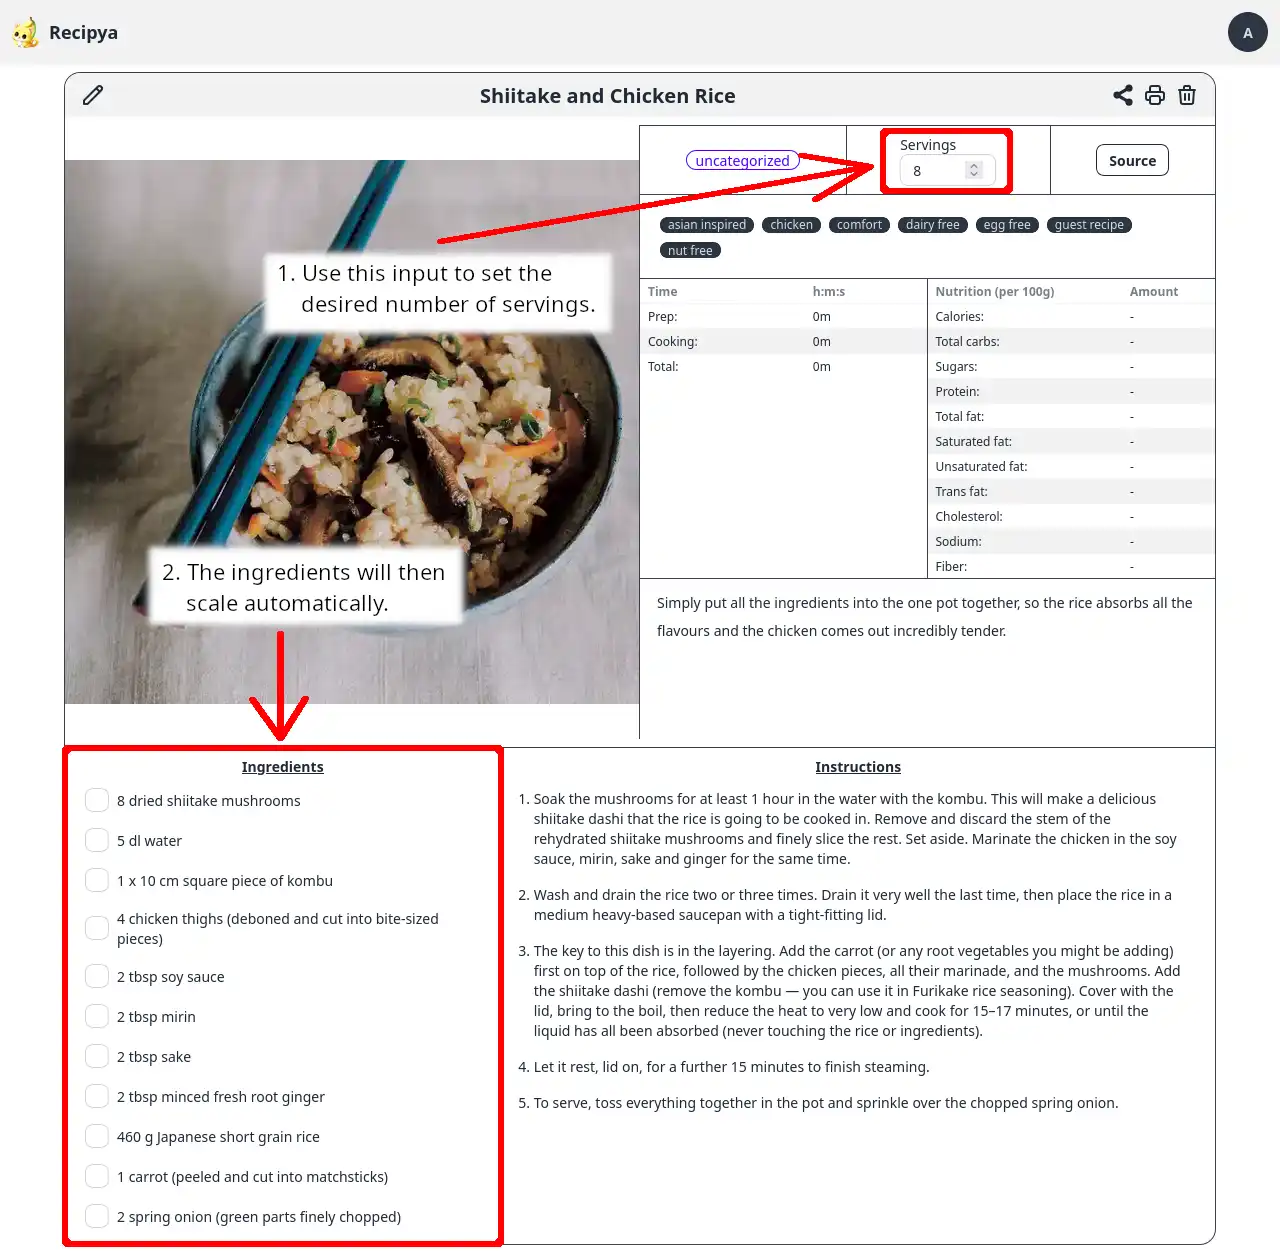 Recipya
A
Shiitake and Chicken Rice
uncategorized
Servings
8
Source
asian inspired
chicken
comfort
dairy free
egg free
guest recipe
nut free
1. Use this input to set the
desired number of servings.
2. The ingredients will then
scale automatically.
Time h:m:s
Prep: 0m
Cooking: 0m
Total: 0m
Nutrition (per 100g) Amount
Calories: -
Total carbs: -
Sugars: -
Protein: -
Total fat: -
Saturated fat: -
Unsaturated fat: -
Trans fat: -
Cholesterol: -
Sodium: -
Fiber: -
Simply put all the ingredients into the one pot together, so the rice absorbs all the
flavours and the chicken comes out incredibly tender.
Ingredients
8 dried shiitake mushrooms
5 dl water
1 x 10 cm square piece of kombu
4 chicken thighs (deboned and cut into bite-sized
pieces)
2 tbsp soy sauce
2 tbsp mirin
2 tbsp sake
2 tbsp minced fresh root ginger
460 g Japanese short grain rice
1 carrot (peeled and cut into matchsticks)
2 spring onion (green parts finely chopped)
Instructions
1. Soak the mushrooms for at least 1 hour in the water with the kombu. This will make a delicious
shiitake dashi that the rice is going to be cooked in. Remove and discard the stem of the
rehydrated shiitake mushrooms and finely slice the rest. Set aside. Marinate the chicken in the soy
sauce, mirin, sake and ginger for the same time.
2. Wash and drain the rice two or three times. Drain it very well the last time, then place the rice in a
medium heavy-based saucepan with a tight-fitting lid.
3. The key to this dish is in the layering. Add the carrot (or any root vegetables you might be adding)
first on top of the rice, followed by the chicken pieces, all their marinade, and the mushrooms. Add
the shiitake dashi (remove the kombu — you can use it in Furikake rice seasoning). Cover with the
lid, bring to the boil, then reduce the heat to very low and cook for 15–17 minutes, or until the
liquid has all been absorbed (never touching the rice or ingredients).
4. Let it rest, lid on, for a further 15 minutes to finish steaming.
5. To serve, toss everything together in the pot and sprinkle over the chopped spring onion.